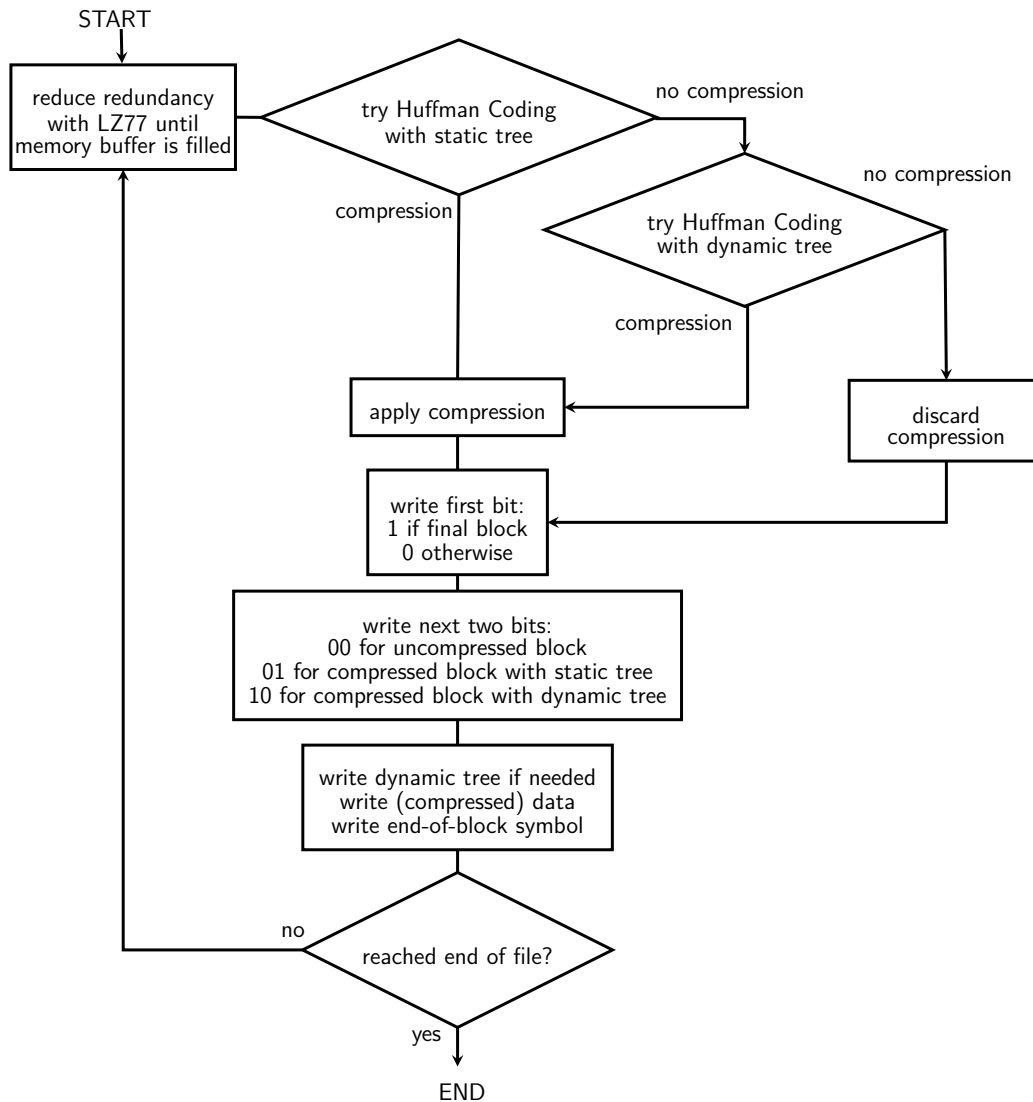 START
reduce redundancy
with LZ77 until
memory buffer is filled
try Huffman Coding
with static tree
no compression
compression
try Huffman Coding
with dynamic tree
no compression
compression
apply compression
discard
compression
write first bit:
1 if final block
0 otherwise
write next two bits:
00 for uncompressed block
01 for compressed block with static tree
10 for compressed block with dynamic tree
write dynamic tree if needed
write (compressed) data
write end-of-block symbol
no
reached end of file?
yes
END